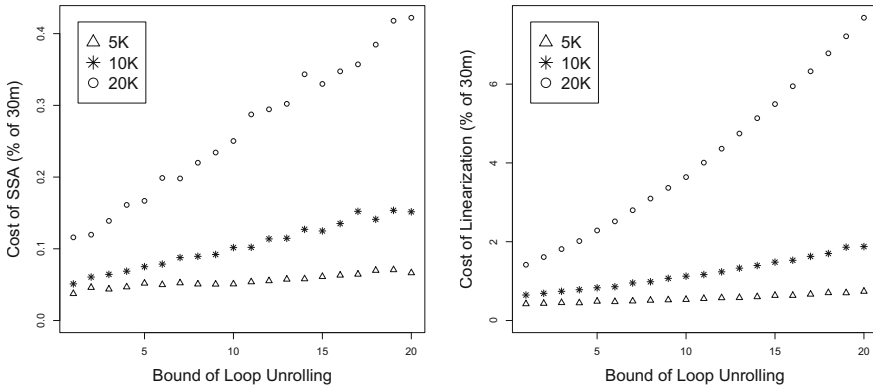 Cost of SSA (% of 30m)
0.0
0.1
0.2
0.3
0.4
5K
10K
20K
5
10
15
20
Bound of Loop Unrolling
Cost of Linearization (% of 30m)
0
2
4
6
5K
10K
20K
5
10
15
20
Bound of Loop Unrolling